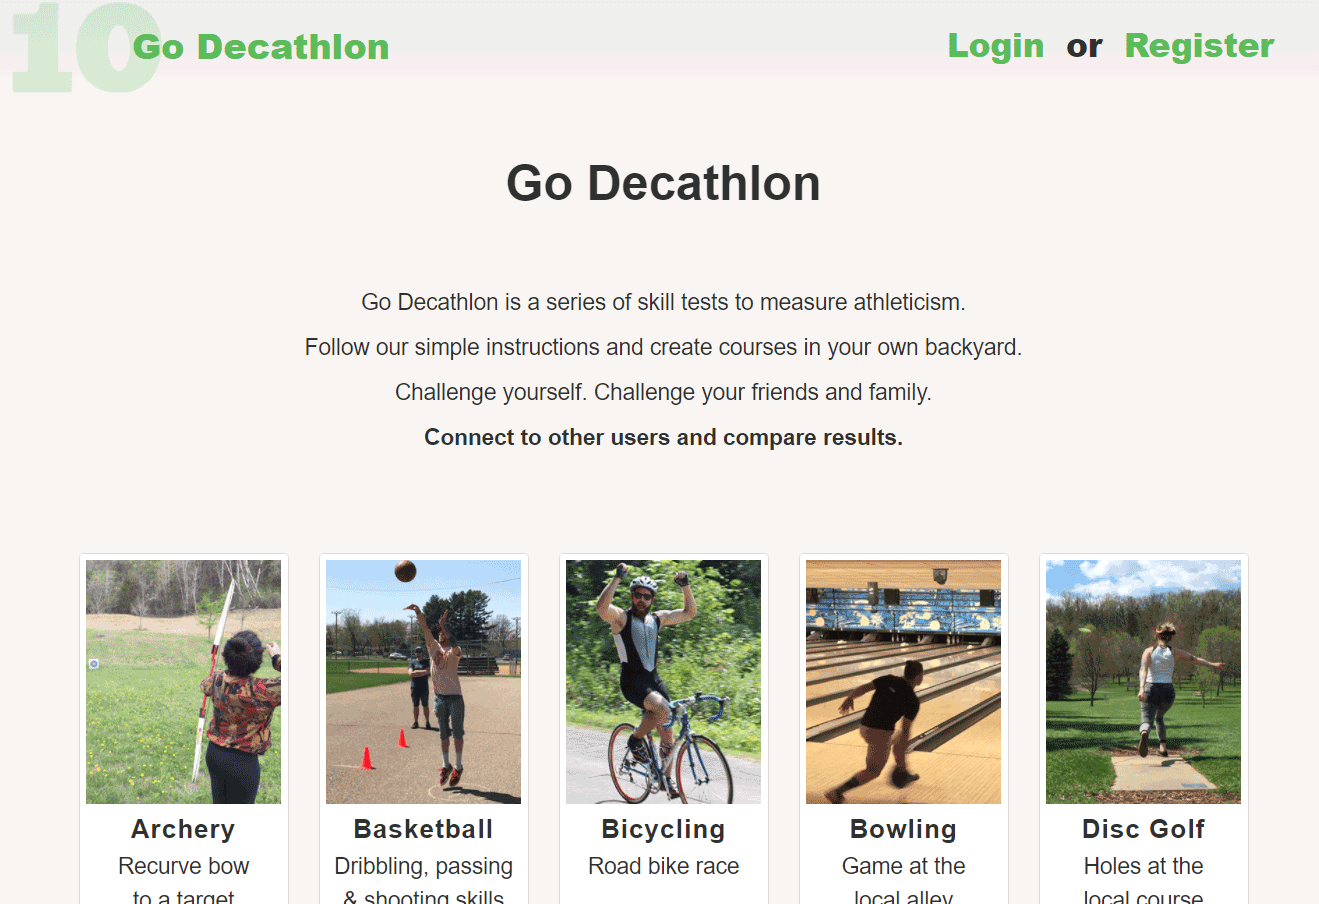 10 Go Decathlon
Login or Register
Go Decathlon
Go Decathlon is a series of skill tests to measure athleticism.
Follow our simple instructions and create courses in your own backyard.
Challenge yourself. Challenge your friends and family.
Connect to other users and compare results.
Archery
Recurve bow
to a target
Basketball
Dribbling, passing
& shooting skills
Bicycling
Road bike race
Bowling
Game at the
local alley
Disc Golf
Holes at the
local course